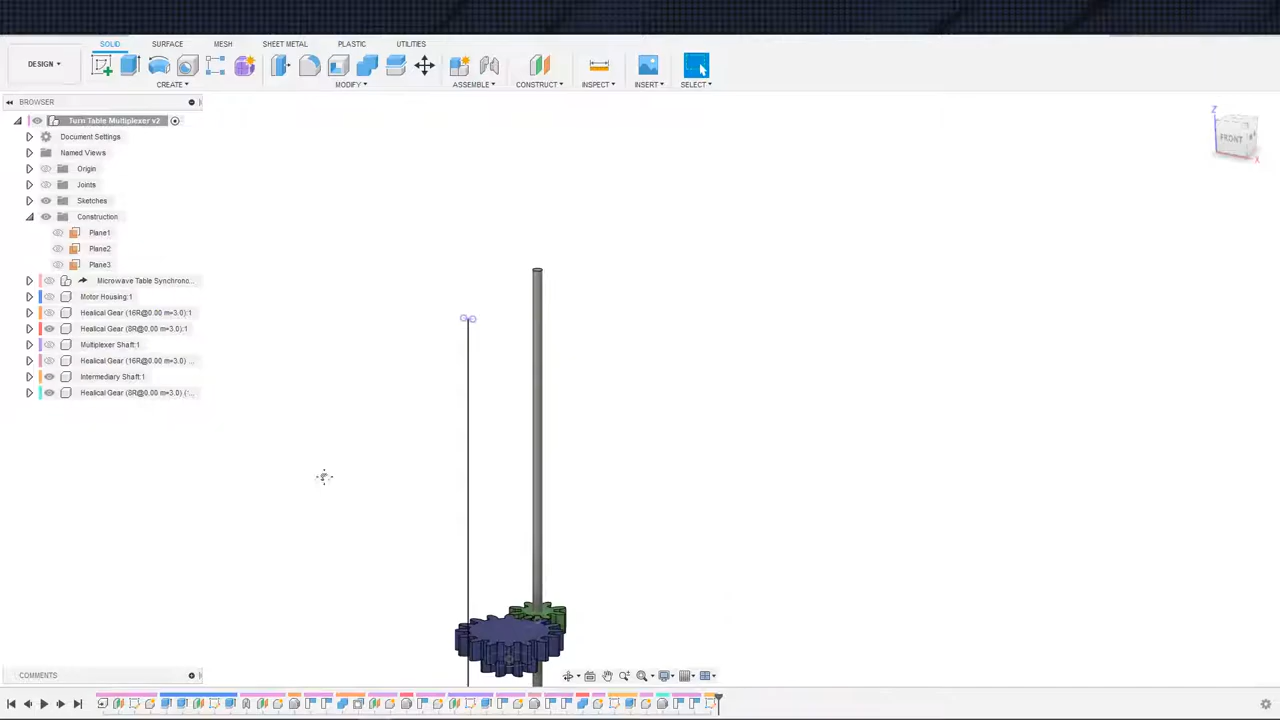 SOLID SURFACE MESH SHEET METAL PLASTIC UTILITIES
DESIGN
CREATE MODIFY ASSEMBLE CONSTRUCT INSPECT INSERT SELECT
BROWSER
Turn Table Multiplexer v2
Document Settings
Named Views
Origin
Joints
Sketches
Construction
Plane1
Plane2
Plane3
Microwave Table Synchrono...
Motor Housing:1
Healical Gear (16R@0.00 m=3.0):1
Healical Gear (8R@0.00 m=3.0):1
Multiplexer Shaft:1
Healical Gear (16R@0.00 m=3.0) ...
Intermediary Shaft:1
Healical Gear (8R@0.00 m=3.0) (...
Z
FRONT
X
COMMENTS